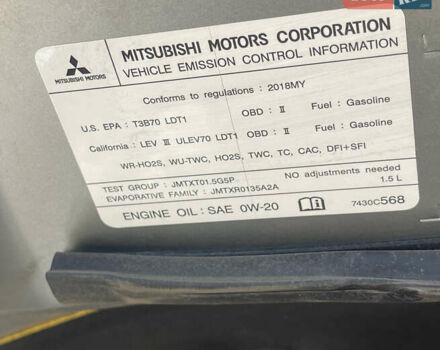 MITSUBISHI MOTORS
MITSUBISHI MOTORS CORPORATION
VEHICLE EMISSION CONTROL INFORMATION
Conforms to regulations : 2018MY
U.S. EPA : T3B70 LDT1 OBD : II Fuel : Gasoline
California : LEV III ULEV70 LDT1 OBD : II Fuel : Gasoline
WR-HO2S, WU-TWC, HO2S, TWC, TC, CAC, DFI+SFI
TEST GROUP : JMTXT01.5G5P NO adjustments needed
EVAPORATIVE FAMILY : JMTXR0135A2A 1.5 L
ENGINE OIL : SAE 0W-20 7430C568